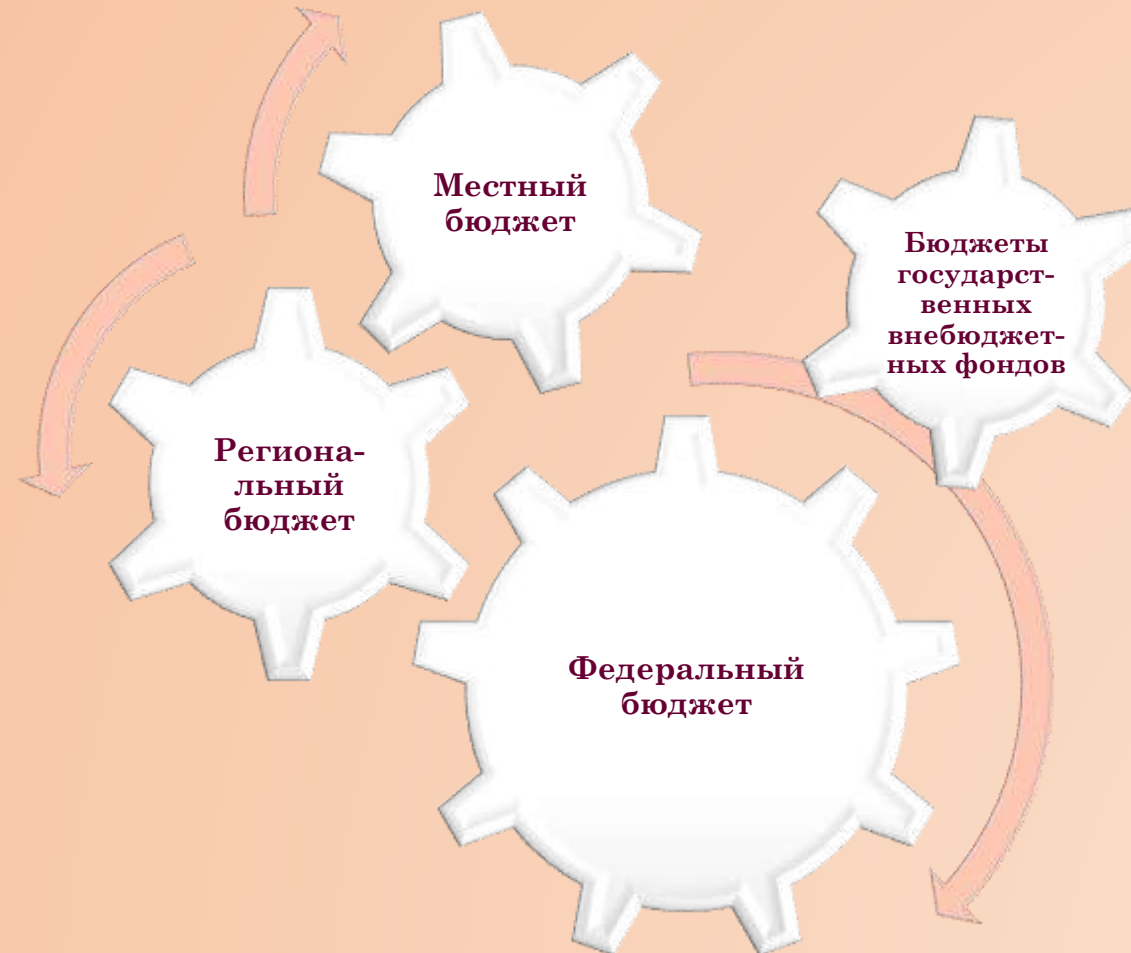 Местный
бюджет
Бюджеты
государст-
венных
внебюджет-
ных фондов
Региона-
льный
бюджет
Федеральный
бюджет